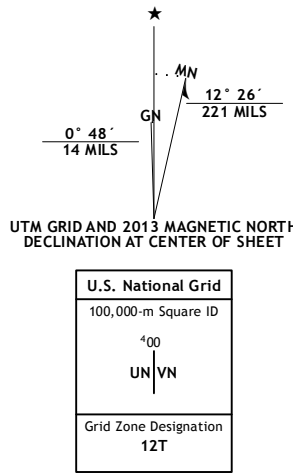 MN
GN
12° 26´
221 MILS
0° 48´
14 MILS
UTM GRID AND 2013 MAGNETIC NORTH
DECLINATION AT CENTER OF SHEET
U.S. National Grid
100,000-m Square ID
⁴00
UN VN
Grid Zone Designation
12T